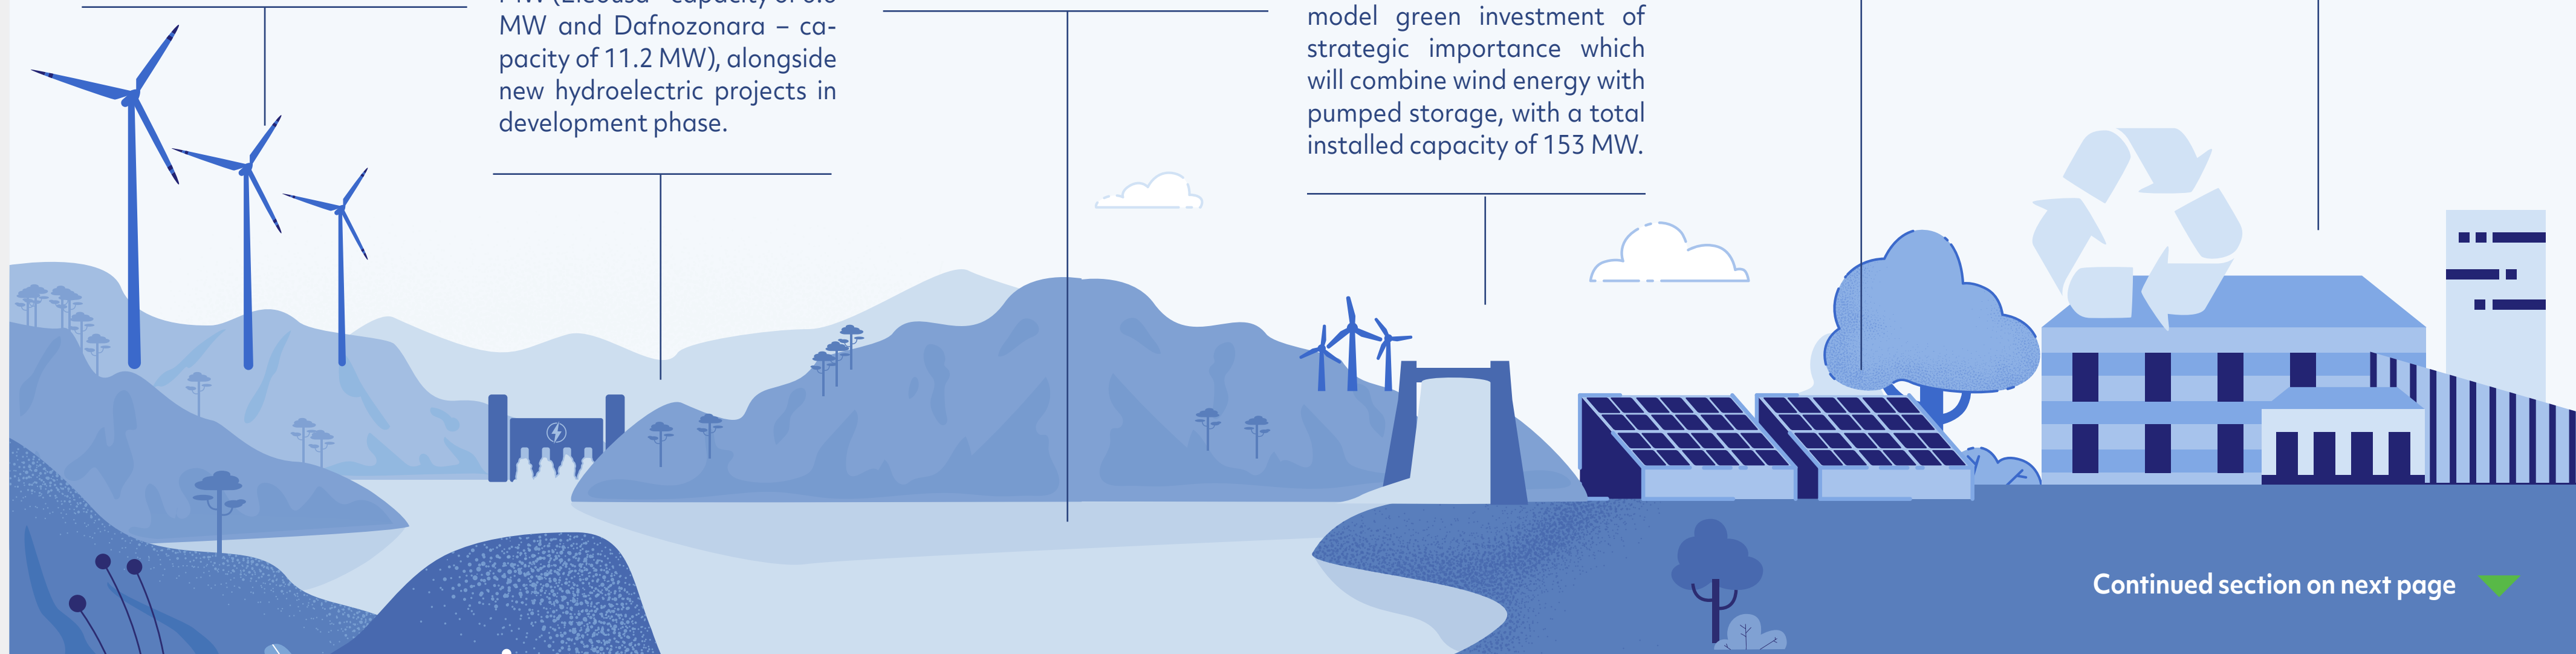 MW and Dafnozonara – ca-
pacity of 11.2 MW), alongside
new hydroelectric projects in
development phase.
model green investment of
strategic importance which
will combine wind energy with
pumped storage, with a total
installed capacity of 153 MW.
Continued section on next page